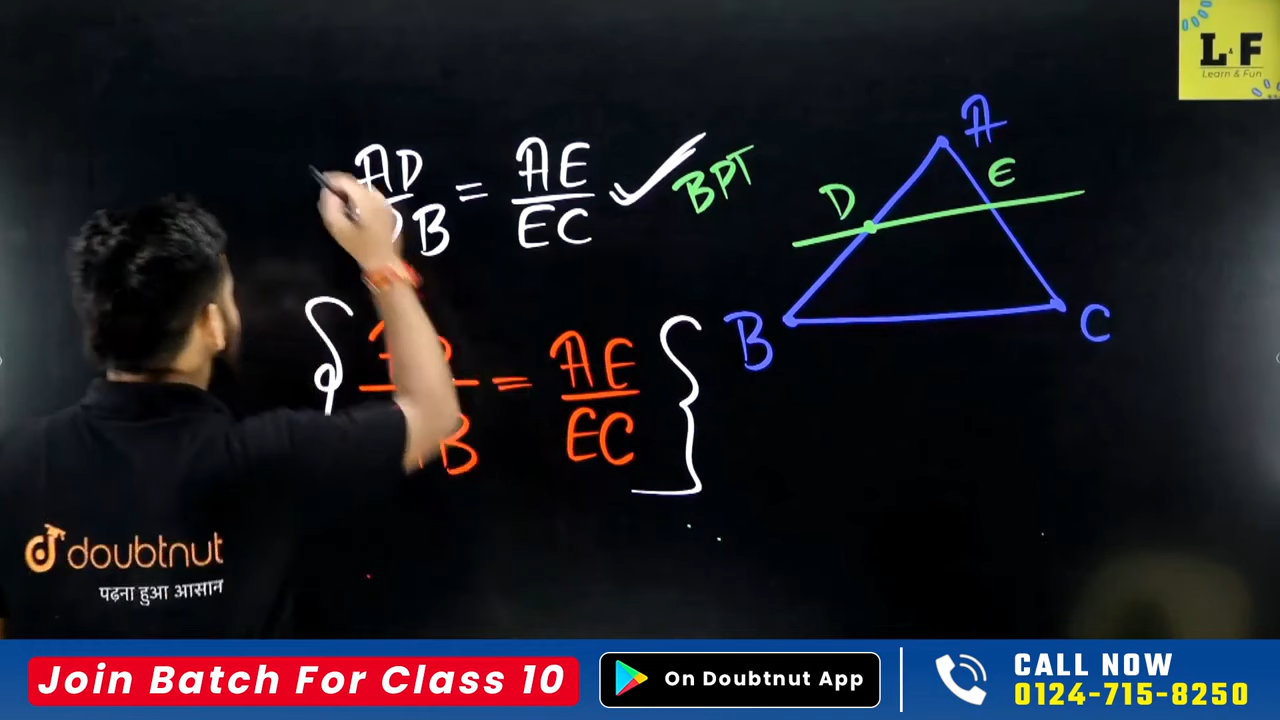 L & F
Learn & Fun
AD = AE BPT
B EC
A
D
E
B
C
= AE
B EC
doubtnut
पढ़ना हुआ आसान
Join Batch For Class 10
On Doubtnut App
CALL NOW
0124-715-8250